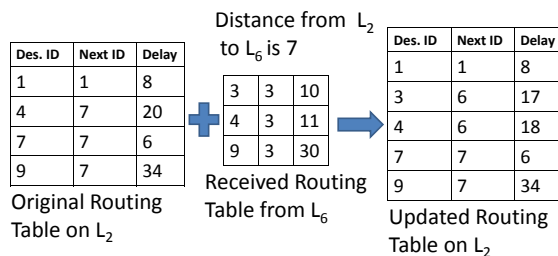 Distance from L2
to L6 is 7
Des. ID Next ID Delay
1 1 8
4 7 20
7 7 6
9 7 34
Original Routing
Table on L2
3 3 10
4 3 11
9 3 30
Received Routing
Table from L6
Des. ID Next ID Delay
1 1 8
3 6 17
4 6 18
7 7 6
9 7 34
Updated Routing
Table on L2